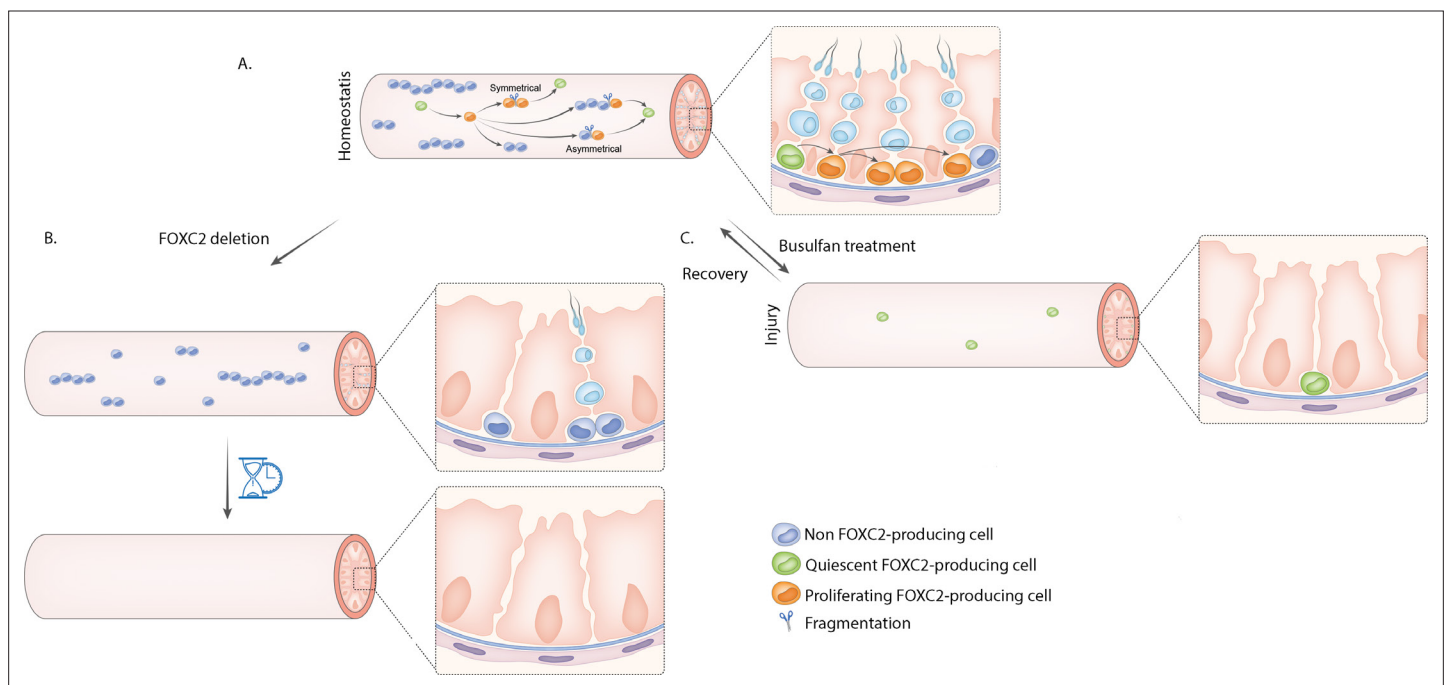 A.
Homeostatis
Symmetrical
Asymmetrical
B.
FOXC2 deletion
C.
Busulfan treatment
Recovery
Injury
Non FOXC2-producing cell
Quiescent FOXC2-producing cell
Proliferating FOXC2-producing cell
Fragmentation